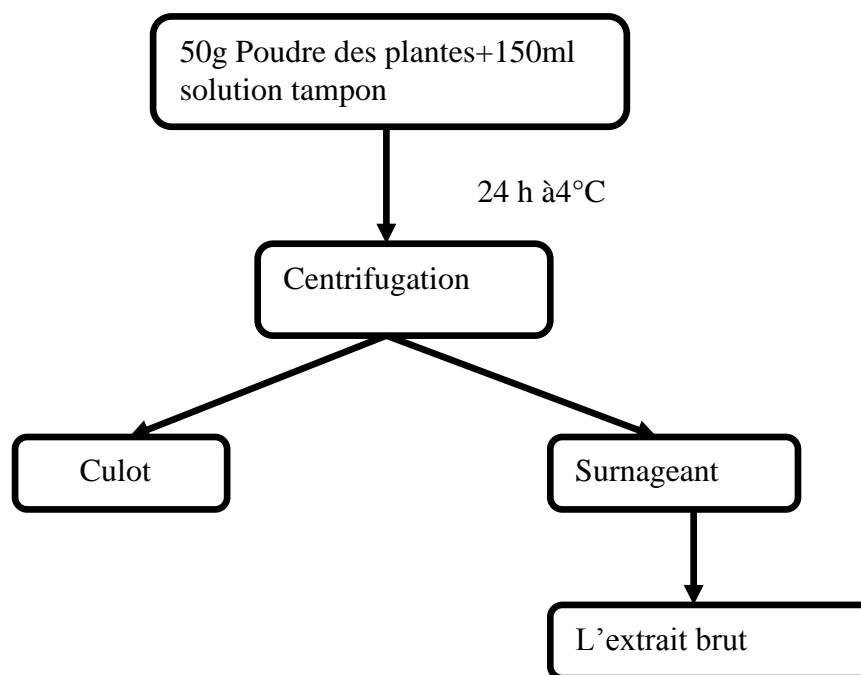 50g Poudre des plantes+150ml
solution tampon
24 h à4°C
Centrifugation
Culot
Surnageant
L’extrait brut